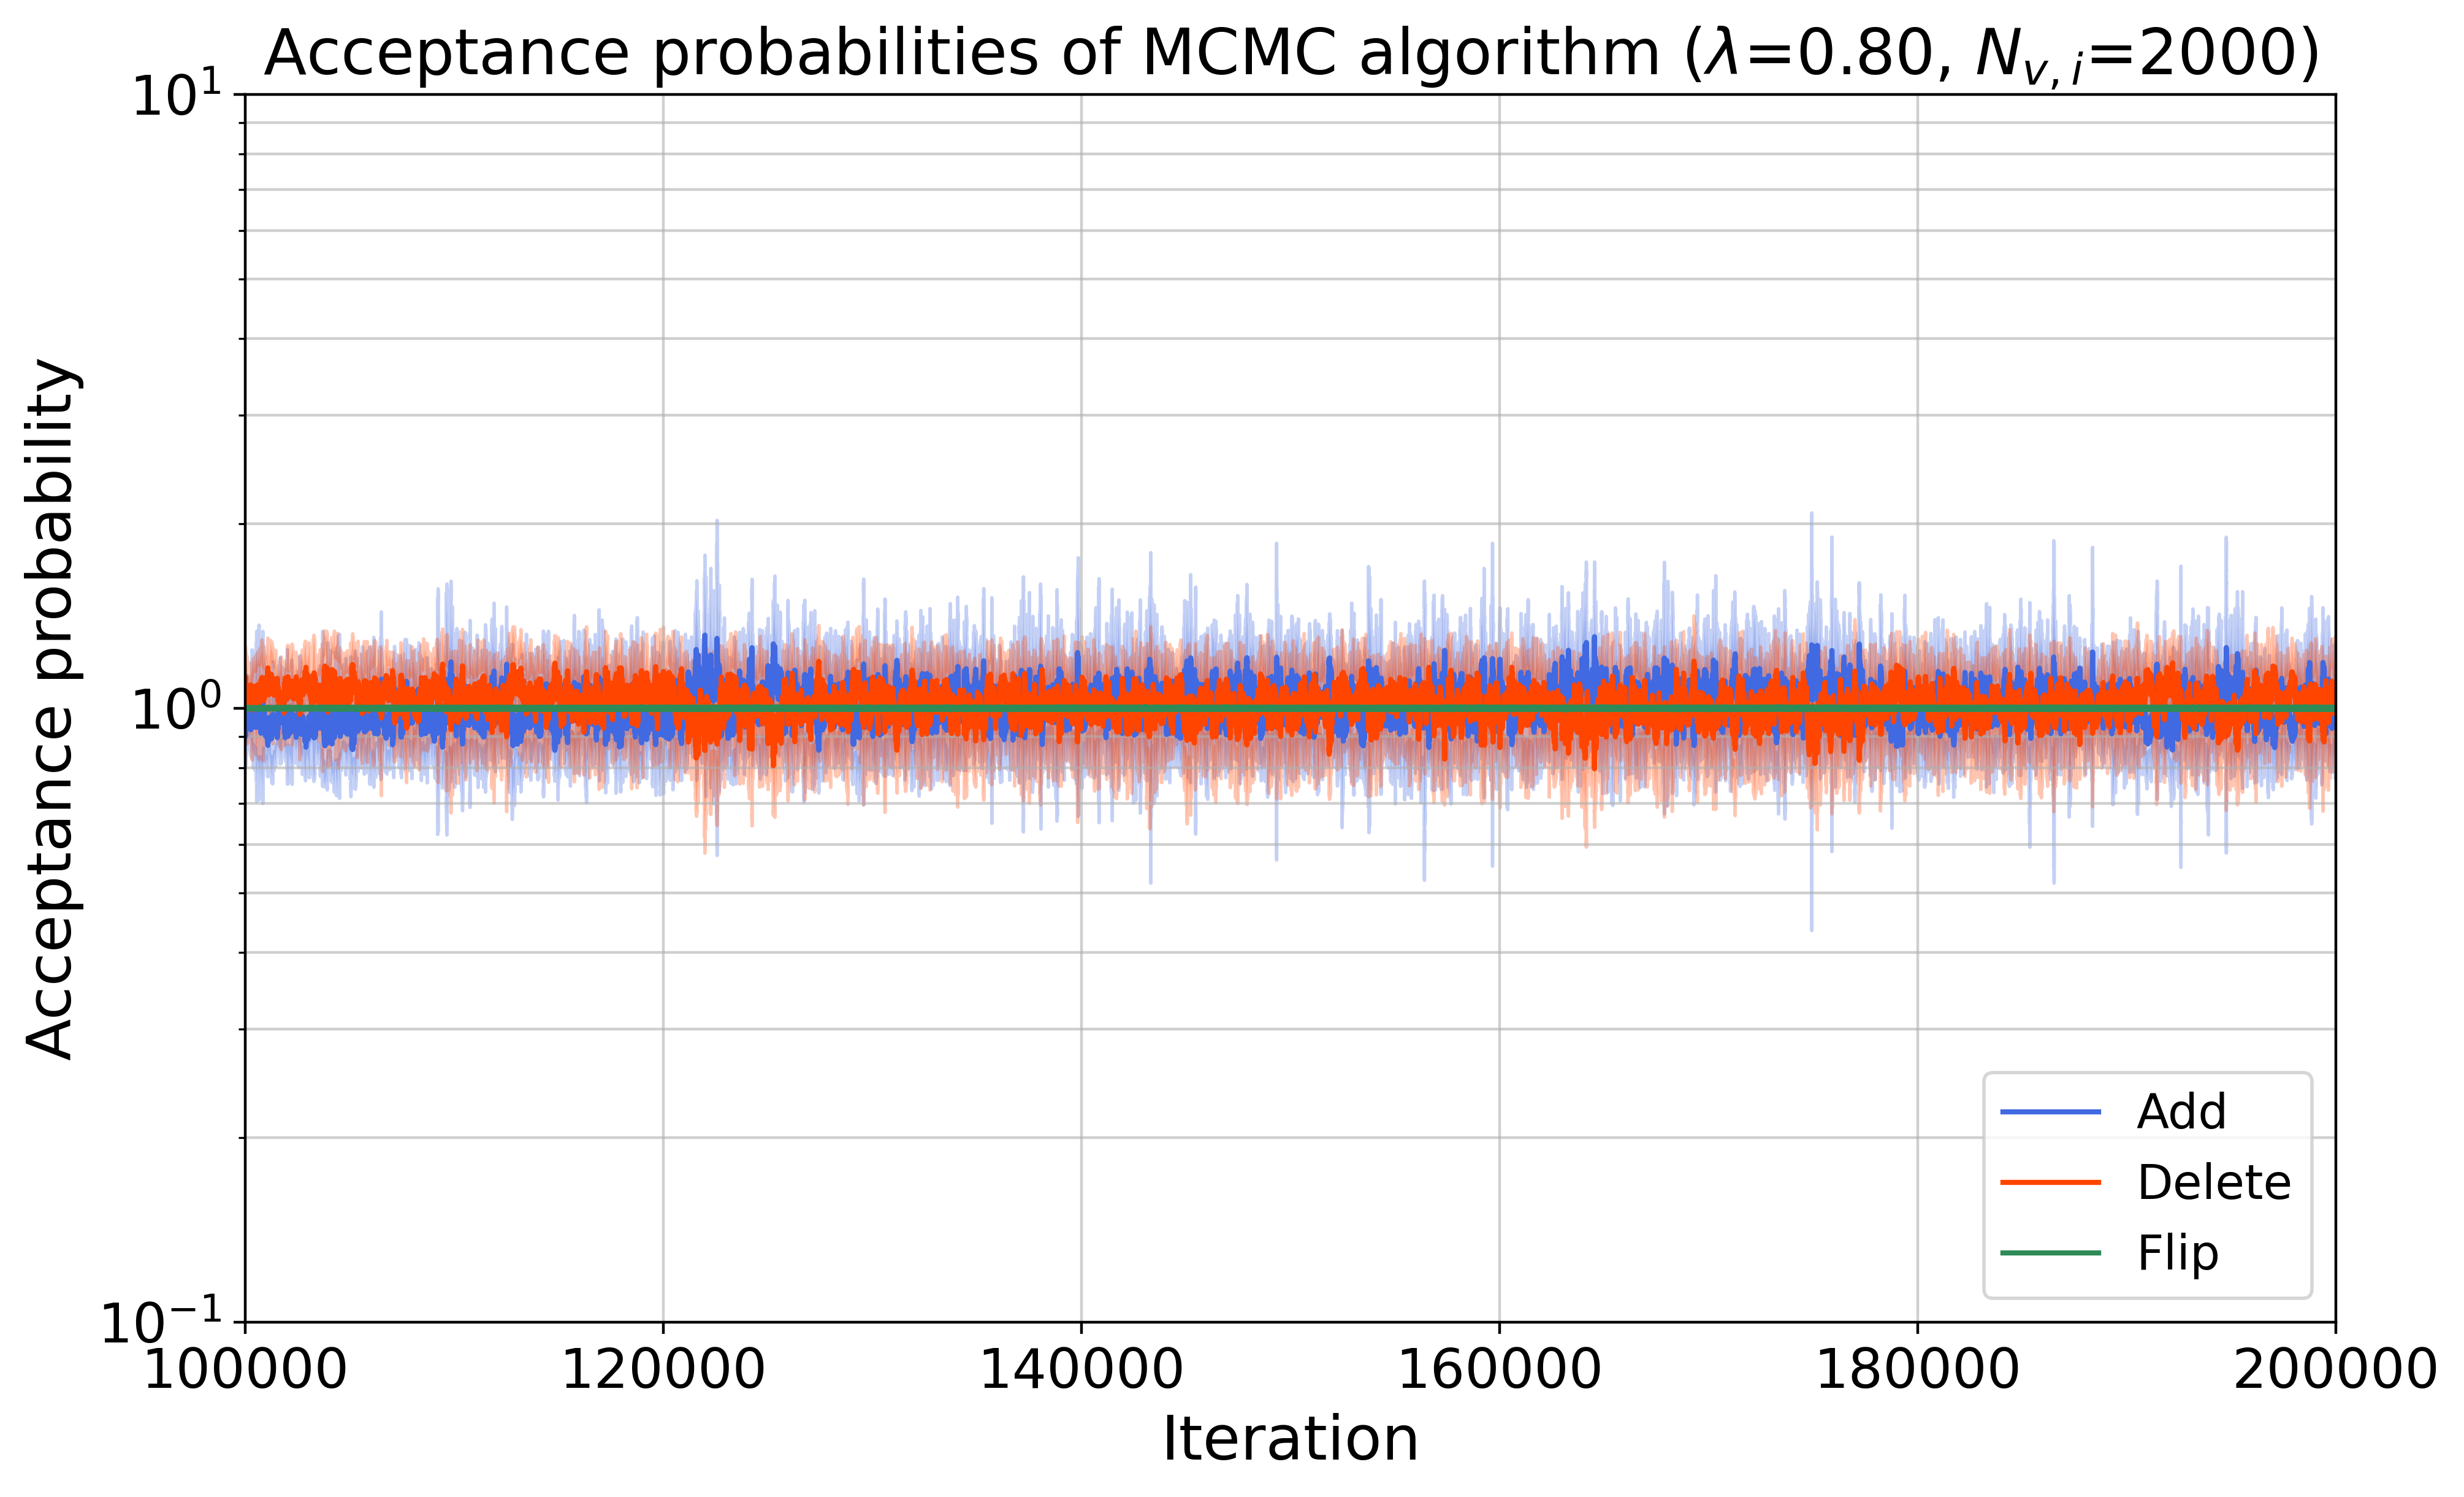 Acceptance probabilities of MCMC algorithm (λ=0.80, N_{v,i}=2000)
Acceptance probability
10^1
10^0
10^{-1}
100000 120000 140000 160000 180000 200000
Iteration
Add
Delete
Flip